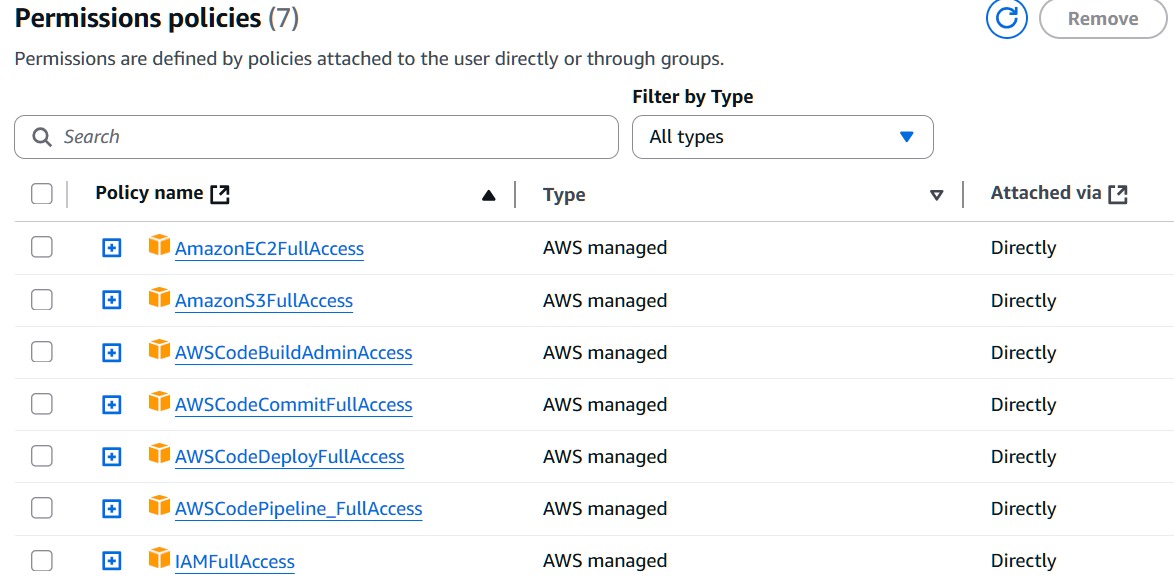 Permissions policies (7)
Remove
Permissions are defined by policies attached to the user directly or through groups.
Filter by Type
Search
All types
Policy name Type Attached via
AmazonEC2FullAccess AWS managed Directly
AmazonS3FullAccess AWS managed Directly
AWSCodeBuildAdminAccess AWS managed Directly
AWSCodeCommitFullAccess AWS managed Directly
AWSCodeDeployFullAccess AWS managed Directly
AWSCodePipeline_FullAccess AWS managed Directly
IAMFullAccess AWS managed Directly